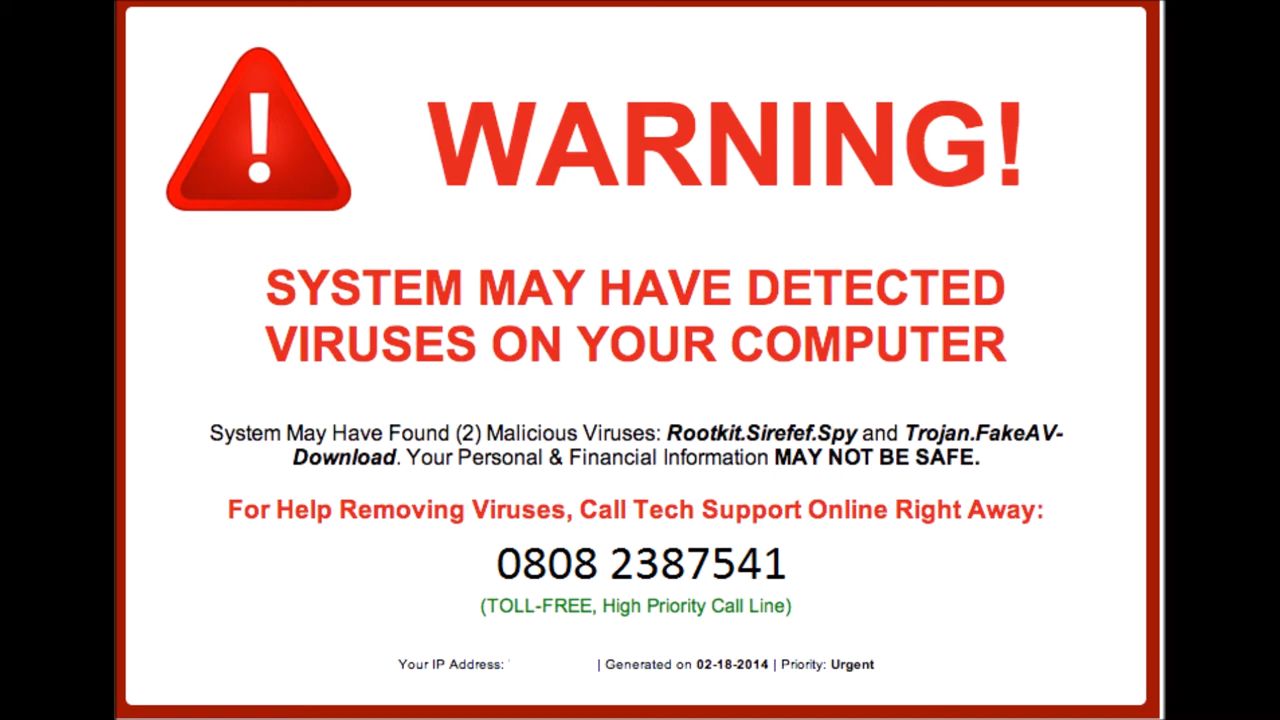 WARNING!
SYSTEM MAY HAVE DETECTED
VIRUSES ON YOUR COMPUTER
System May Have Found (2) Malicious Viruses: Rootkit.Sirefef.Spy and Trojan.FakeAV-
Download. Your Personal & Financial Information MAY NOT BE SAFE.
For Help Removing Viruses, Call Tech Support Online Right Away:
0808 2387541
(TOLL-FREE, High Priority Call Line)
Your IP Address: | Generated on 02-18-2014 | Priority: Urgent